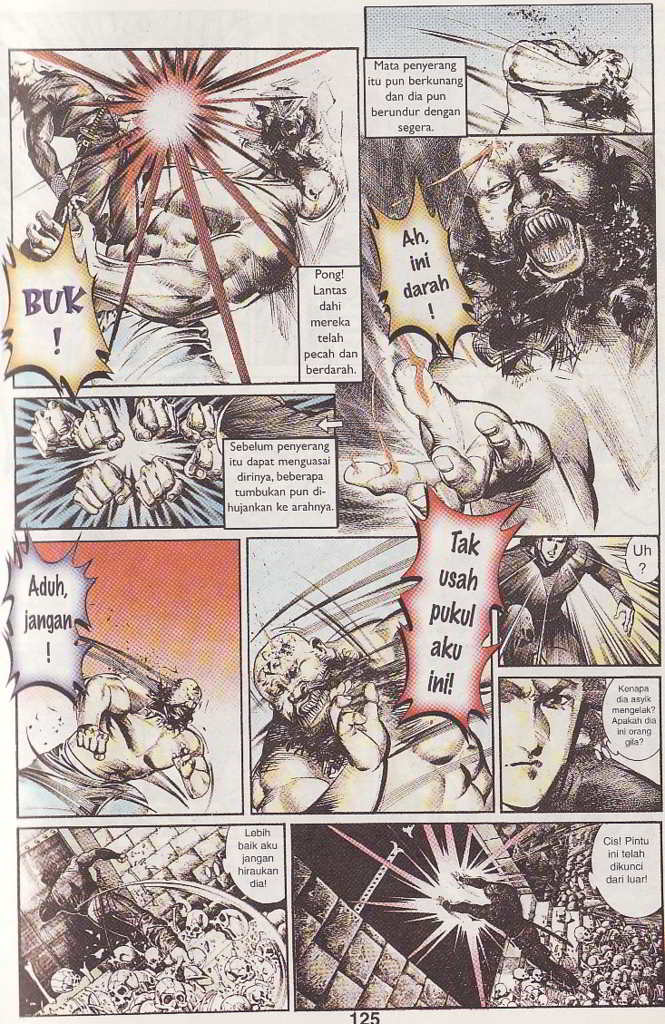 Mata penyerang
itu pun berkunang
dan dia pun
berundur dengan
segera.
BUK
!
Pong!
Lantas
dahi
mereka
telah
pecah dan
berdarah.
Ah,
ini
darah
!
Sebelum penyerang
itu dapat menguasai
dirinya, beberapa
tumbukan pun di-
hujankan ke arahnya.
Aduh,
jangan
!
Tak
usah
pukul
aku
ini!
Uh
?
Kenapa
dia asyik
mengelak?
Apakah dia
ini orang
gila?
Lebih
baik aku
jangan
hiraukan
dia!
Cis! Pintu
ini telah
dikunci
dari luar!
125